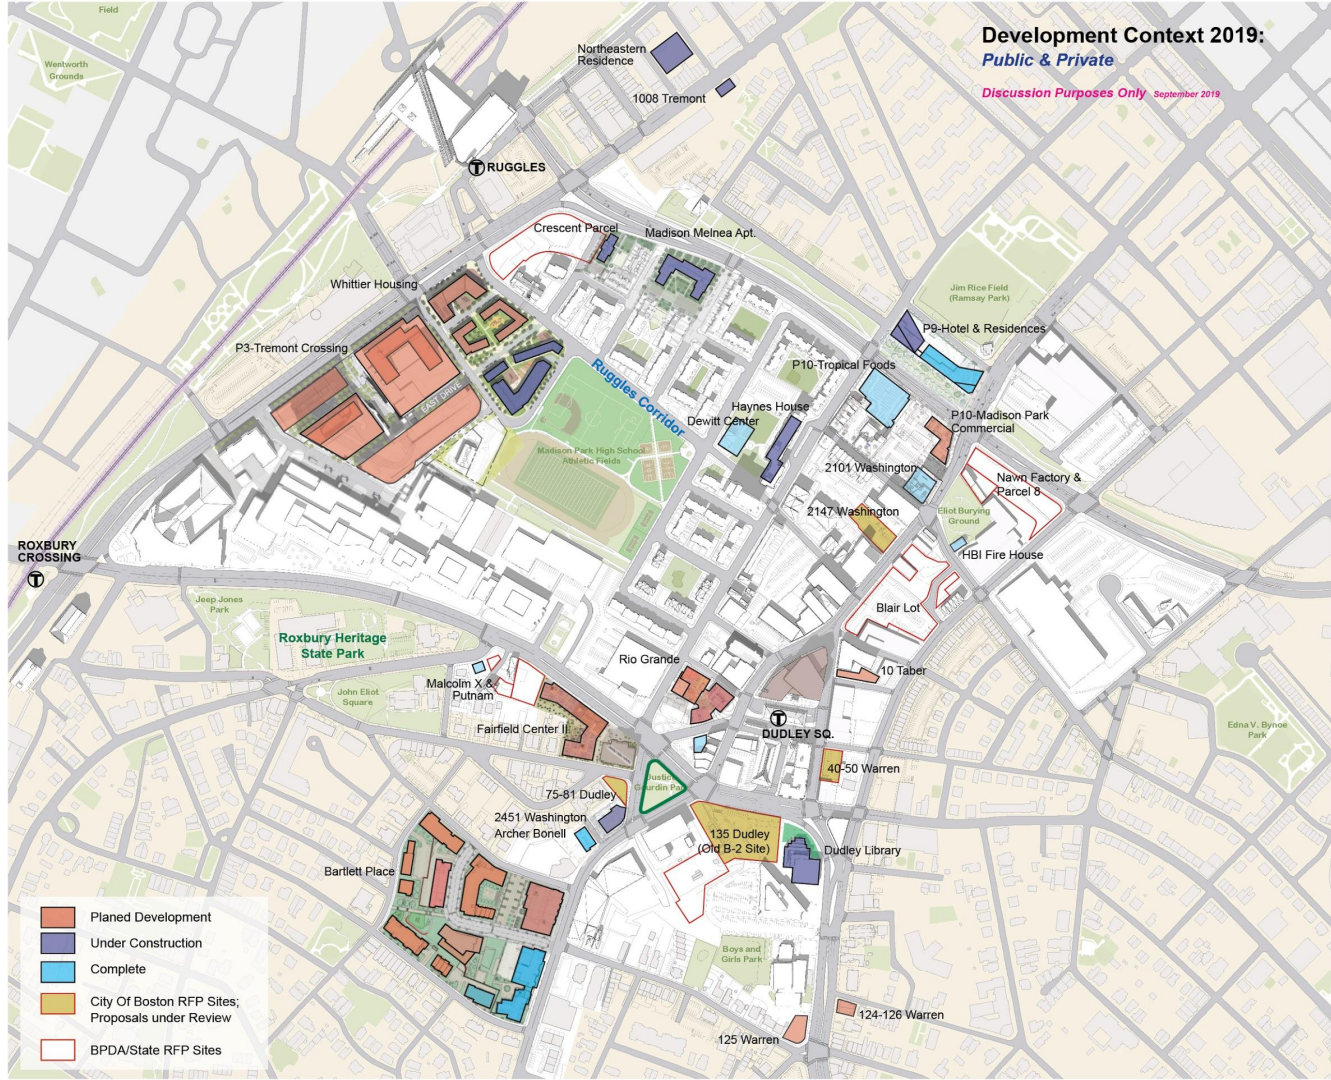 Development Context 2019:
Public & Private
Discussion Purposes Only September 2019
Field
Wentworth
Grounds
Northeastern
Residence
1008 Tremont
T RUGGLES
Crescent Parcel
Madison Melnea Apt.
Whittier Housing
Jim Rice Field
(Ramsay Park)
P3-Tremont Crossing
P9-Hotel & Residences
P10-Tropical Foods
EAST DRIVE
Ruggles Corridor
Haynes House
Dewitt Center
P10-Madison Park
Commercial
Madison Park High School
Athletic Fields
2101 Washington
Nawn Factory &
Parcel 8
2147 Washington
Eliot Burying
Ground
ROXBURY
CROSSING
T
HBI Fire House
Jeep Jones
Park
Blair Lot
Roxbury Heritage
State Park
Rio Grande
10 Taber
Malcolm X &
Putnam
John Eliot
Square
Fairfield Center II
T
DUDLEY SQ.
Edna V. Bynoe
Park
40-50 Warren
Justice
Gourdin Park
75-81 Dudley
2451 Washington
Archer Bonell
135 Dudley
(Old B-2 Site)
Dudley Library
Bartlett Place
Boys and
Girls Park
124-126 Warren
125 Warren
Planed Development
Under Construction
Complete
City Of Boston RFP Sites;
Proposals under Review
BPDA/State RFP Sites